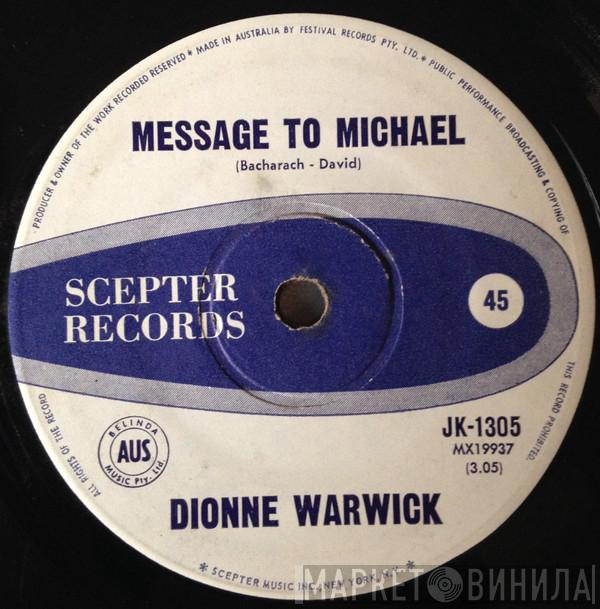 ALL RIGHTS OF THE RECORD PRODUCER & OWNER OF THE WORK RECORDED RESERVED * MADE IN AUSTRALIA BY FESTIVAL RECORDS PTY. LTD. * PUBLIC PERFORMANCE BROADCASTING & COPYING OF THIS RECORD PROHIBITED.
MESSAGE TO MICHAEL
(Bacharach - David)
SCEPTER
RECORDS
45
BELINDA
AUS
MUSIC Pty. Ltd.
JK-1305
MX19937
(3.05)
DIONNE WARWICK
* SCEPTER MUSIC INC. NEW YORK, N.Y. *
МАРКЕТ ВИНИЛА